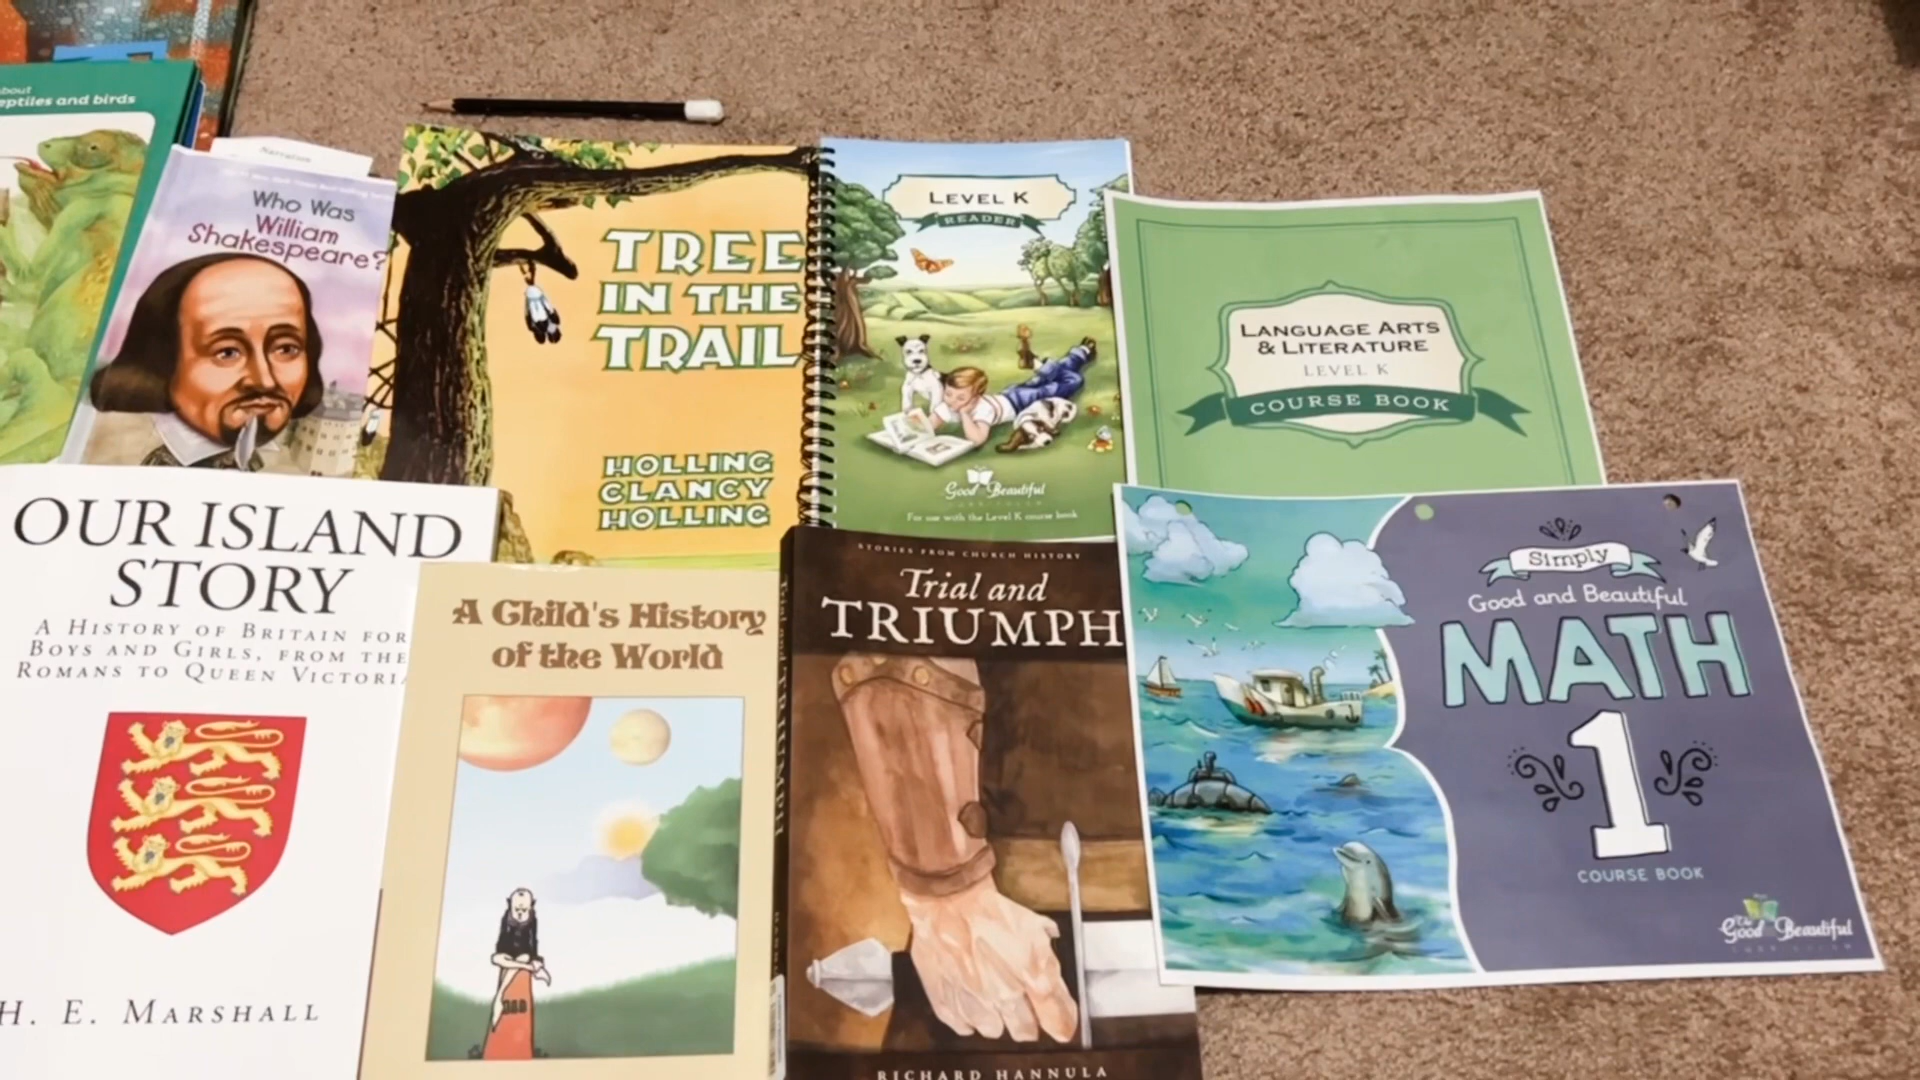 eptiles and birds
Narration
Who Was
William
Shakespeare?
TREE
IN THE
TRAIL
HOLLING
CLANCY
HOLLING
LEVEL K
READER
Good Beautiful
For use with the Level K course book
LANGUAGE ARTS
& LITERATURE
LEVEL K
COURSE BOOK
OUR ISLAND
STORY
A HISTORY OF BRITAIN FOR
BOYS AND GIRLS, FROM THE
ROMANS TO QUEEN VICTORIA
H. E. MARSHALL
A Child's History
of the World
STORIES FROM CHURCH HISTORY
Trial and
TRIUMPH
RICHARD HANNULA
Simply
Good and Beautiful
MATH
1
COURSE BOOK
The
Good Beautiful